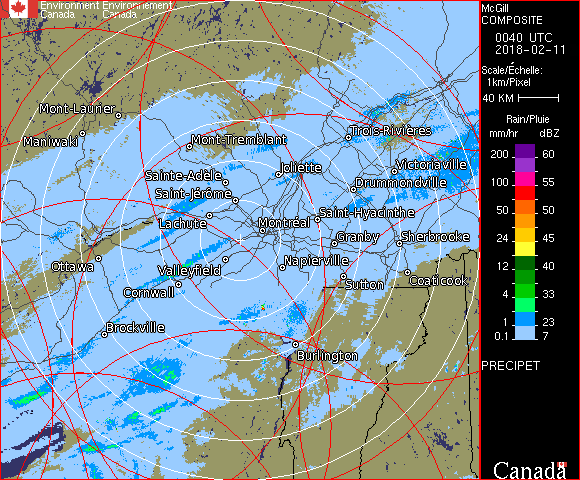 Environment Environnement
Canada Canada
Mont-Laurier
Maniwaki
Mont-Tremblant
Trois-Rivières
Joliette
Victoriaville
Sainte-Adèle
Drummondville
Saint-Jérôme
Saint-Hyacinthe
Lachute
Montréal
Granby
Sherbrooke
Ottawa
Valleyfield
Napierville
Cornwall
Sutton
Coaticook
Brockville
Burlington
McGill
COMPOSITE
0040 UTC
2018-02-11
Scale/Échelle:
1km/Pixel
40 KM
Rain/Pluie
mm/hr dBZ
200 60
100 55
50 50
24 45
12 40
4 33
1 23
0.1 7
PRECIPET
Canada